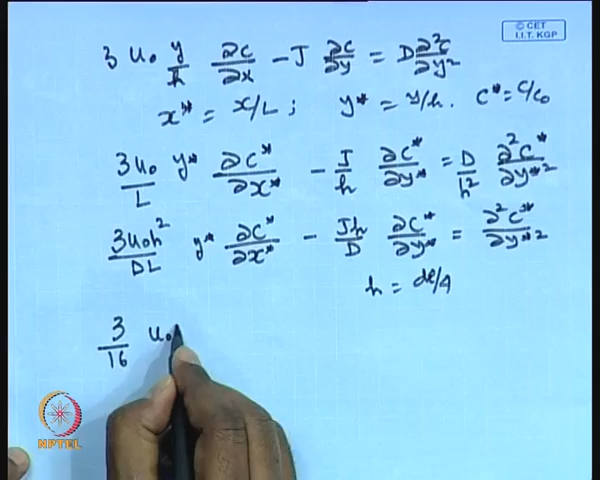 © CET
I.I.T. KGP
3 u₀ y/h ∂c/∂x − J ∂c/∂y = D ∂²c/∂y²
x* = x/L ; y* = y/h . c* = c/c₀
3u₀/L y* ∂c*/∂x* − J/h ∂c*/∂y* = D/h² ∂²c*/∂y*²
3u₀h²/DL y* ∂c*/∂x* − Jh/D ∂c*/∂y* = ∂²c*/∂y*²
h = de/4
3/16 u₀
NPTEL